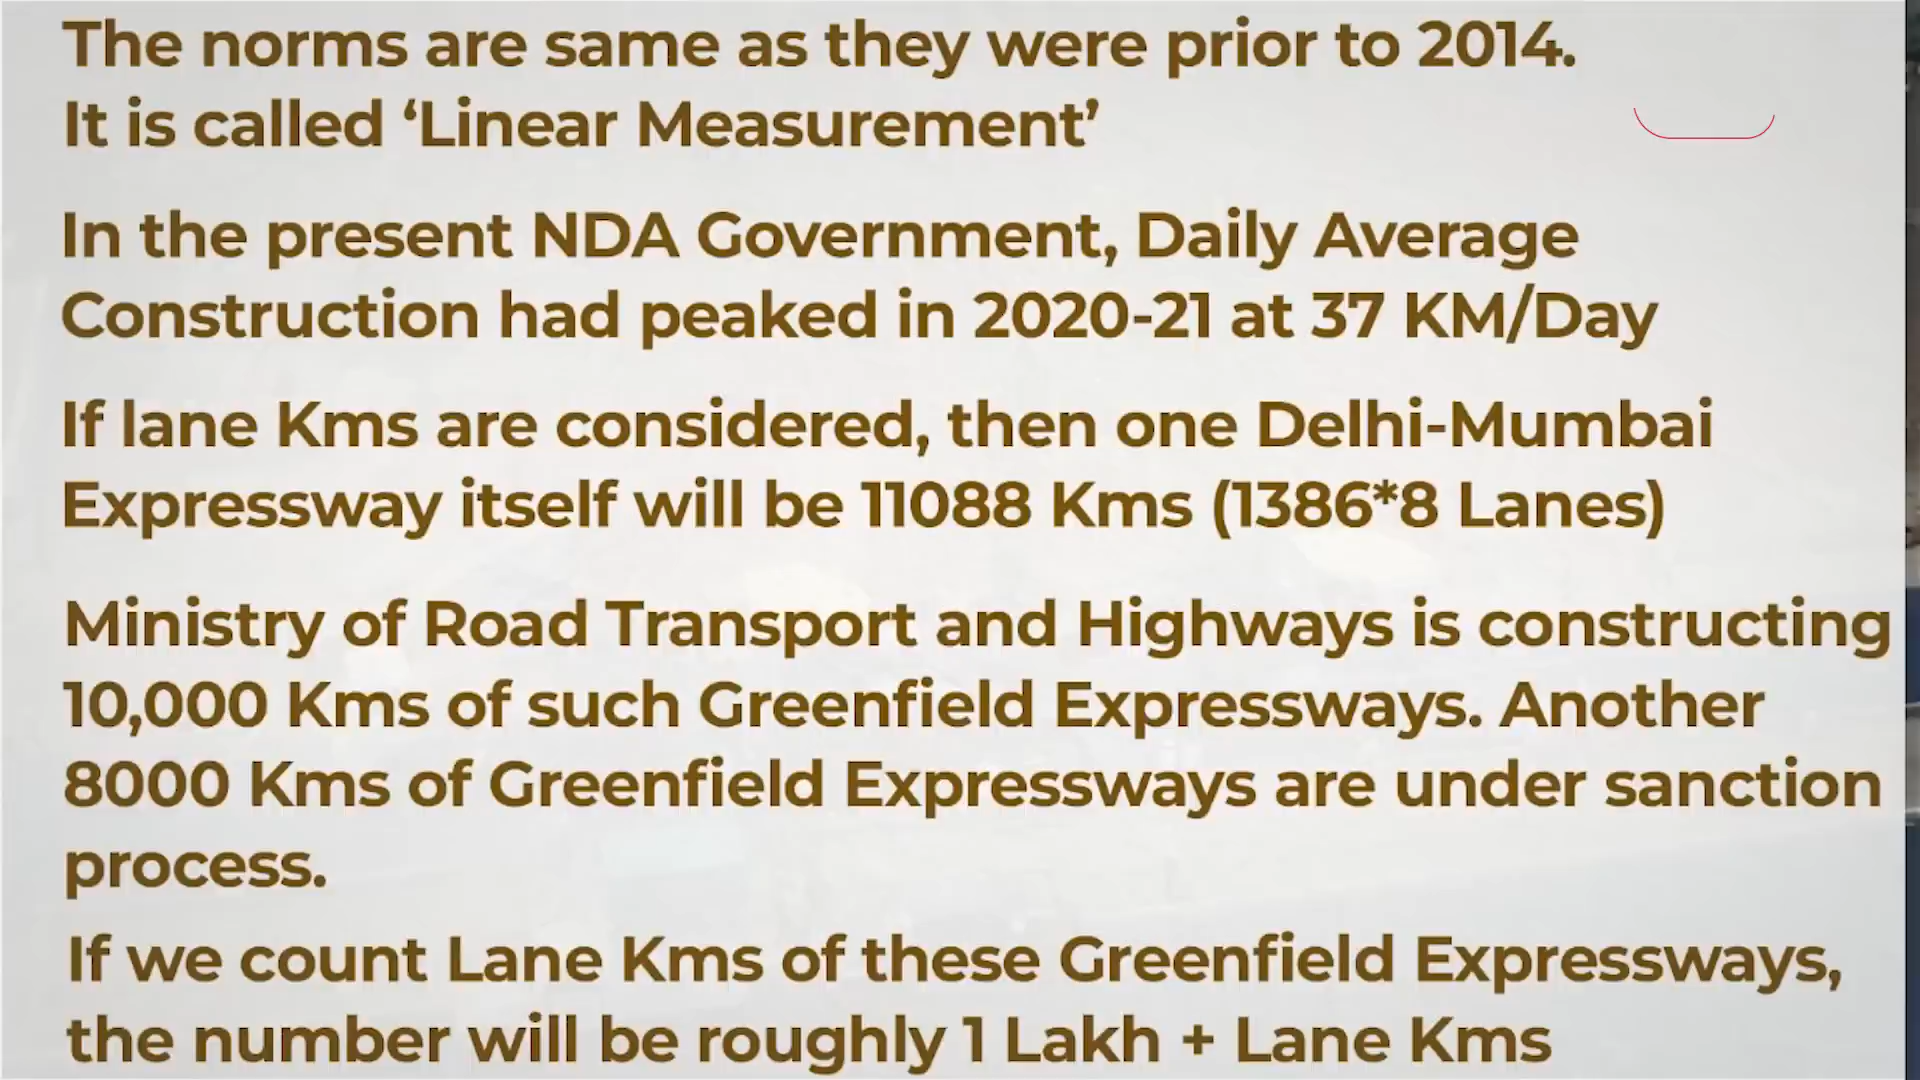 The norms are same as they were prior to 2014.
It is called ‘Linear Measurement’
In the present NDA Government, Daily Average
Construction had peaked in 2020-21 at 37 KM/Day
If lane Kms are considered, then one Delhi-Mumbai
Expressway itself will be 11088 Kms (1386*8 Lanes)
Ministry of Road Transport and Highways is constructing
10,000 Kms of such Greenfield Expressways. Another
8000 Kms of Greenfield Expressways are under sanction
process.
If we count Lane Kms of these Greenfield Expressways,
the number will be roughly 1 Lakh + Lane Kms